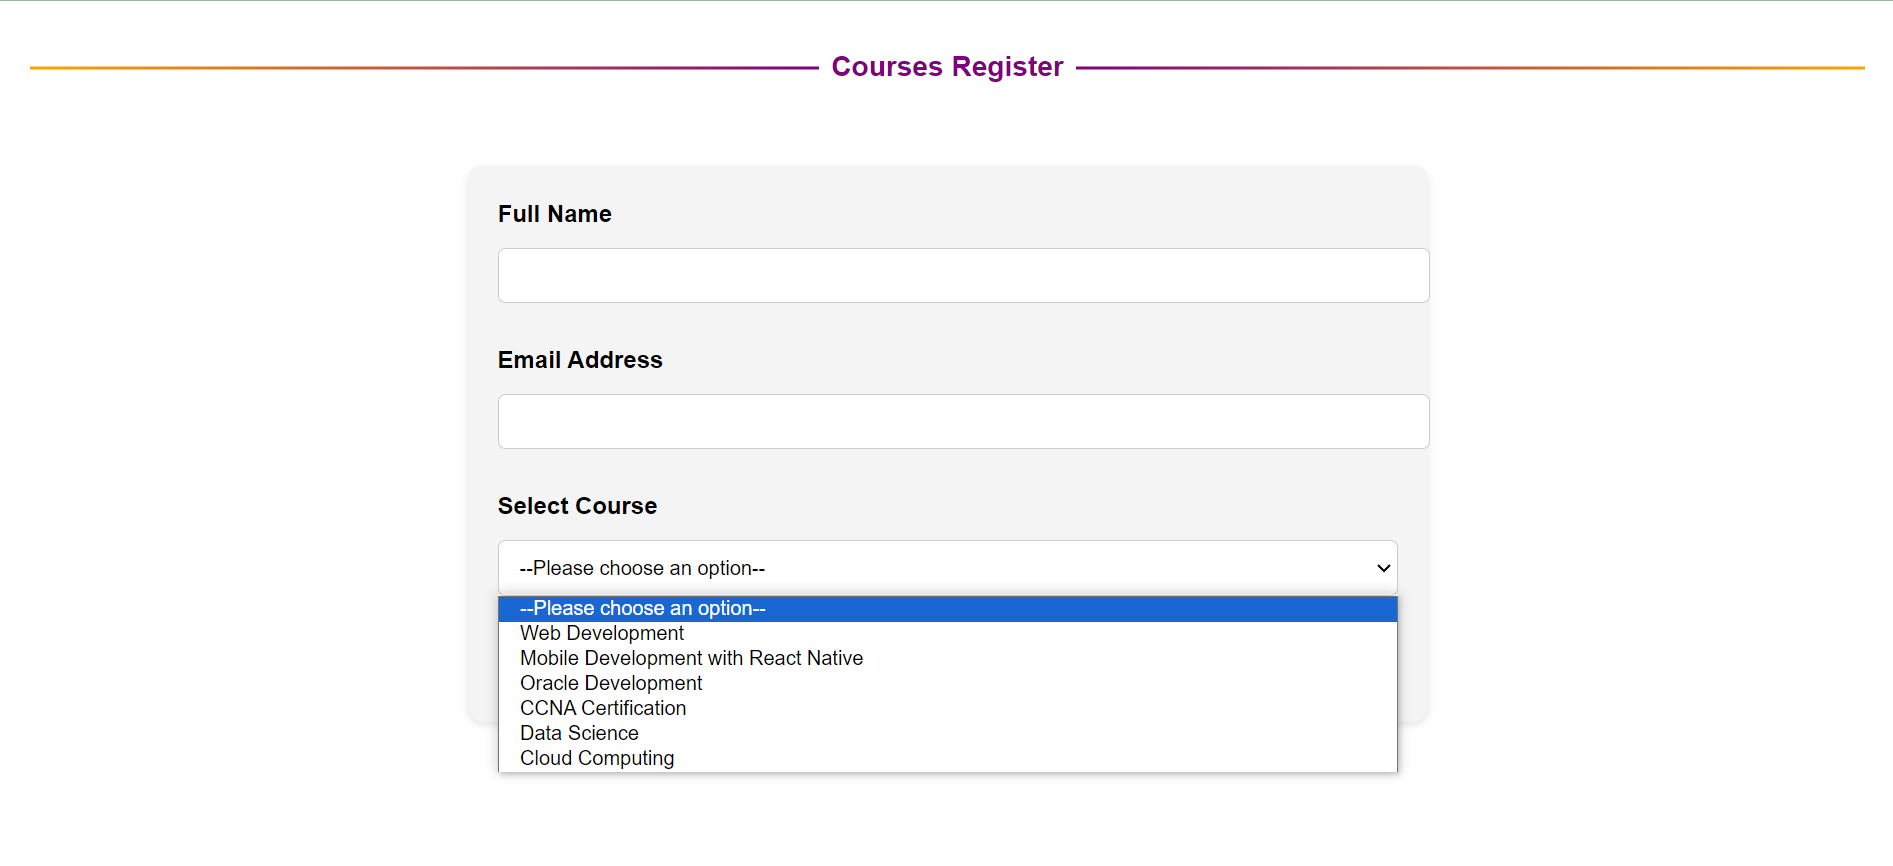 Courses Register
Full Name
Email Address
Select Course
--Please choose an option--
--Please choose an option--
Web Development
Mobile Development with React Native
Oracle Development
CCNA Certification
Data Science
Cloud Computing